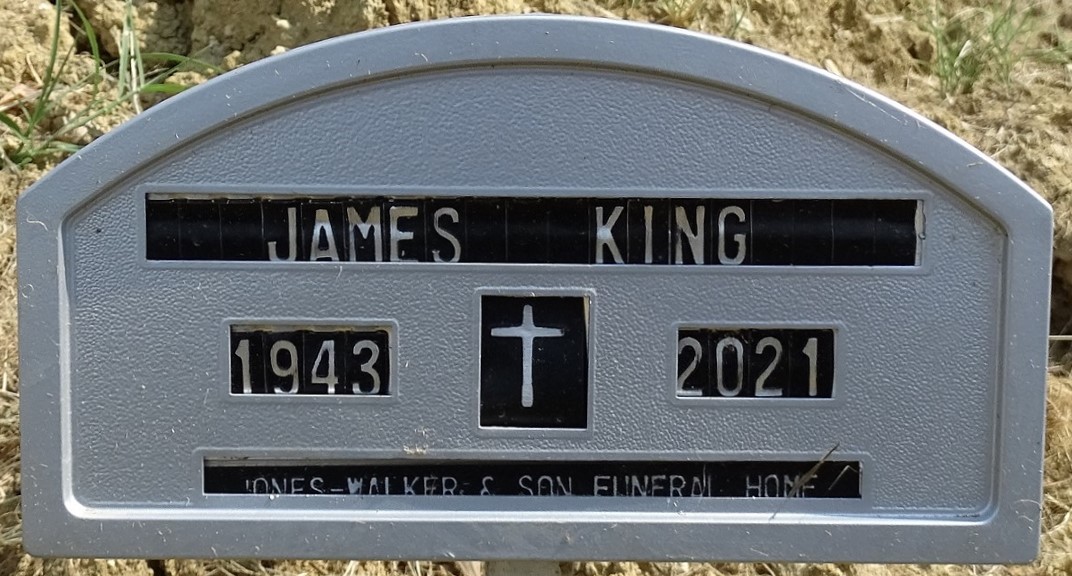 JAMES KING
1943 2021
JONES-WALKER & SON FUNERAL HOME